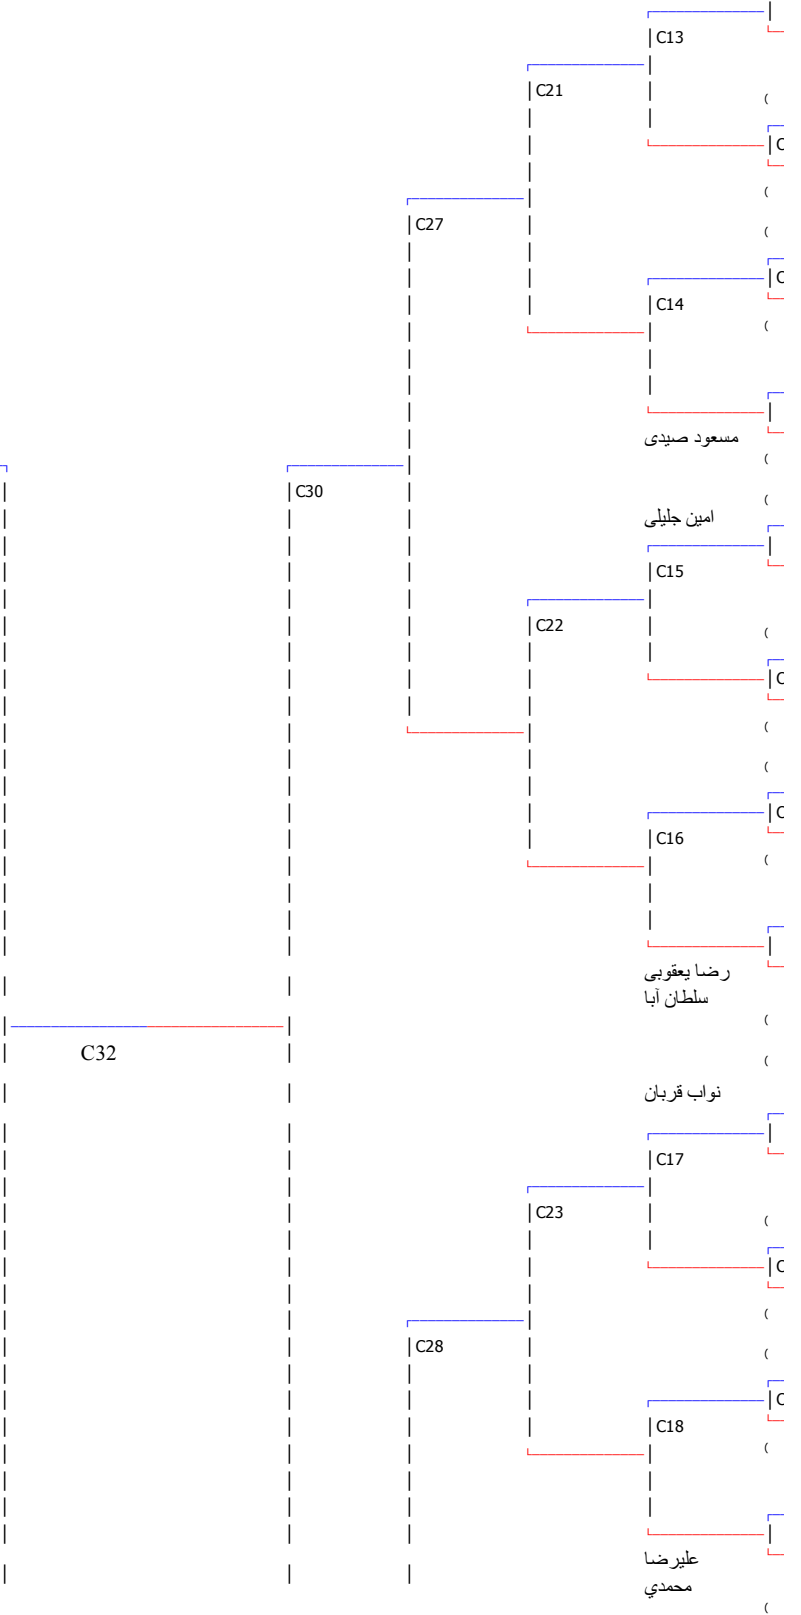 C13
C21
C27
C14
مسعود صیدی
C30
امین جلیلی
C15
C22
C16
رضا یعقوبی
سلطان آبا
C32
نواب قربان
C17
C23
C28
C18
علیرضا
محمدي